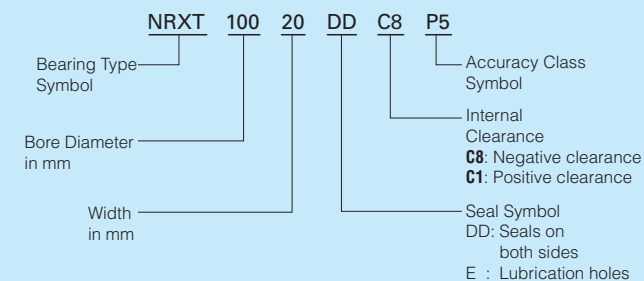 NRXT 100 20 DD C8 P5
Bearing Type
Symbol
Bore Diameter
in mm
Width
in mm
Accuracy Class
Symbol
Internal
Clearance
C8: Negative clearance
C1: Positive clearance
Seal Symbol
DD: Seals on
both sides
E : Lubrication holes